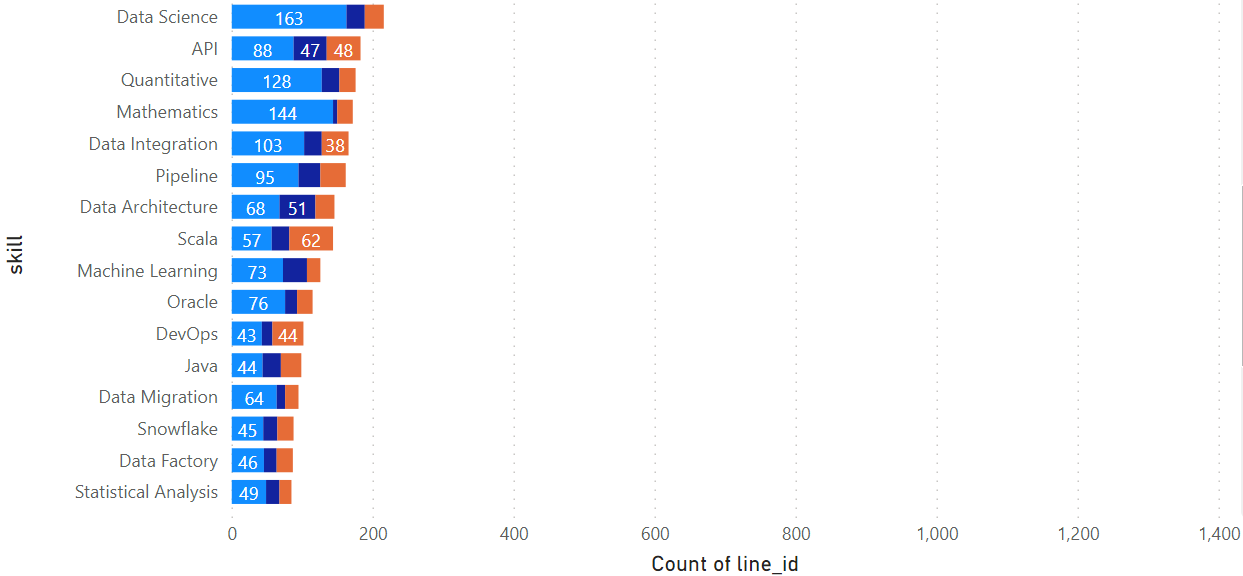 Data Science 163
API 88 47 48
Quantitative 128
Mathematics 144
Data Integration 103 38
Pipeline 95
Data Architecture 68 51
Scala 57 62
Machine Learning 73
Oracle 76
DevOps 43 44
Java 44
Data Migration 64
Snowflake 45
Data Factory 46
Statistical Analysis 49
skill
0 200 400 600 800 1,000 1,200 1,400
Count of line_id